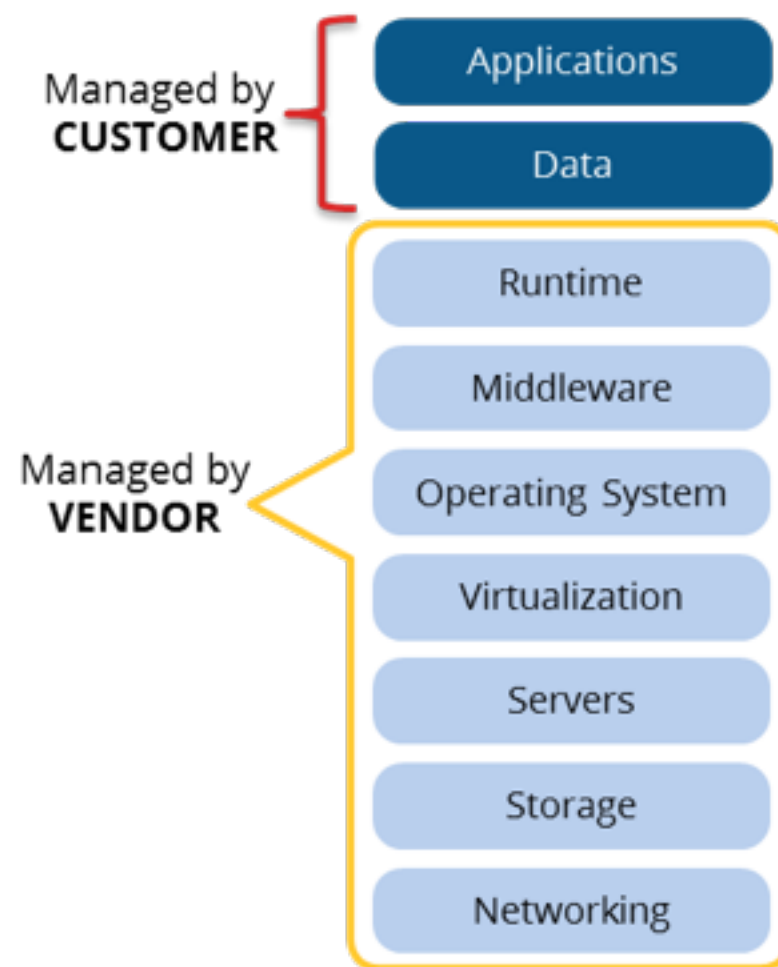 Managed by
CUSTOMER
Applications
Data
Managed by
VENDOR
Runtime
Middleware
Operating System
Virtualization
Servers
Storage
Networking